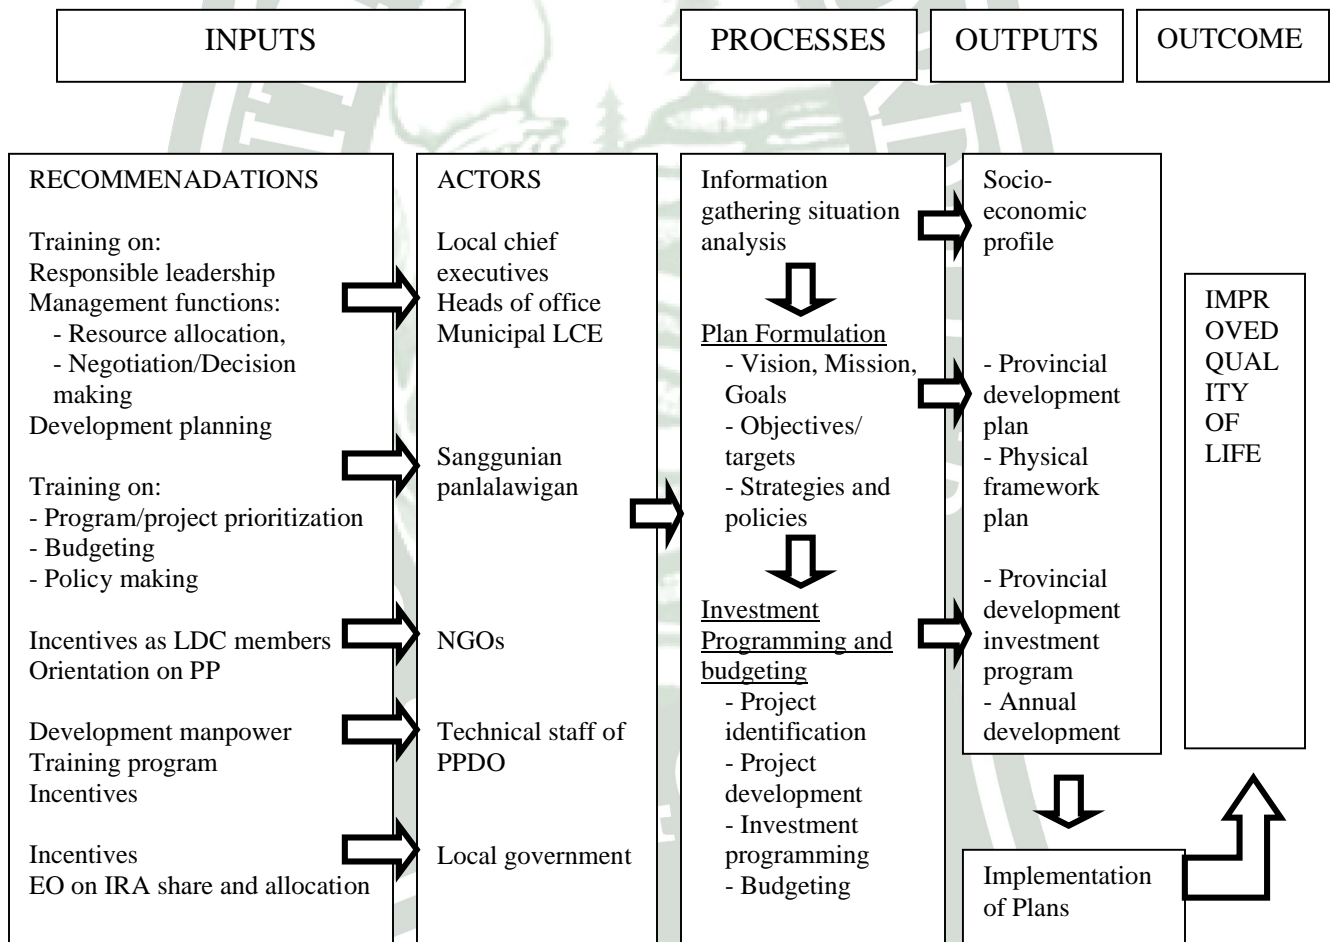 INPUTS
PROCESSES
OUTPUTS
OUTCOME
RECOMMENADATIONS
Training on:
Responsible leadership
Management functions:
- Resource allocation,
- Negotiation/Decision
making
Development planning
Training on:
- Program/project prioritization
- Budgeting
- Policy making
Incentives as LDC members
Orientation on PP
Development manpower
Training program
Incentives
Incentives
EO on IRA share and allocation
ACTORS
Local chief
executives
Heads of office
Municipal LCE
Sanggunian
panlalawigan
NGOs
Technical staff of
PPDO
Local government
Information
gathering situation
analysis
Plan Formulation
- Vision, Mission,
Goals
- Objectives/
targets
- Strategies and
policies
Investment
Programming and
budgeting
- Project
identification
- Project
development
- Investment
programming
- Budgeting
Socio-
economic
profile
- Provincial
development
plan
- Physical
framework
plan
- Provincial
development
investment
program
- Annual
development
Implementation
of Plans
IMPR
OVED
QUAL
ITY
OF
LIFE